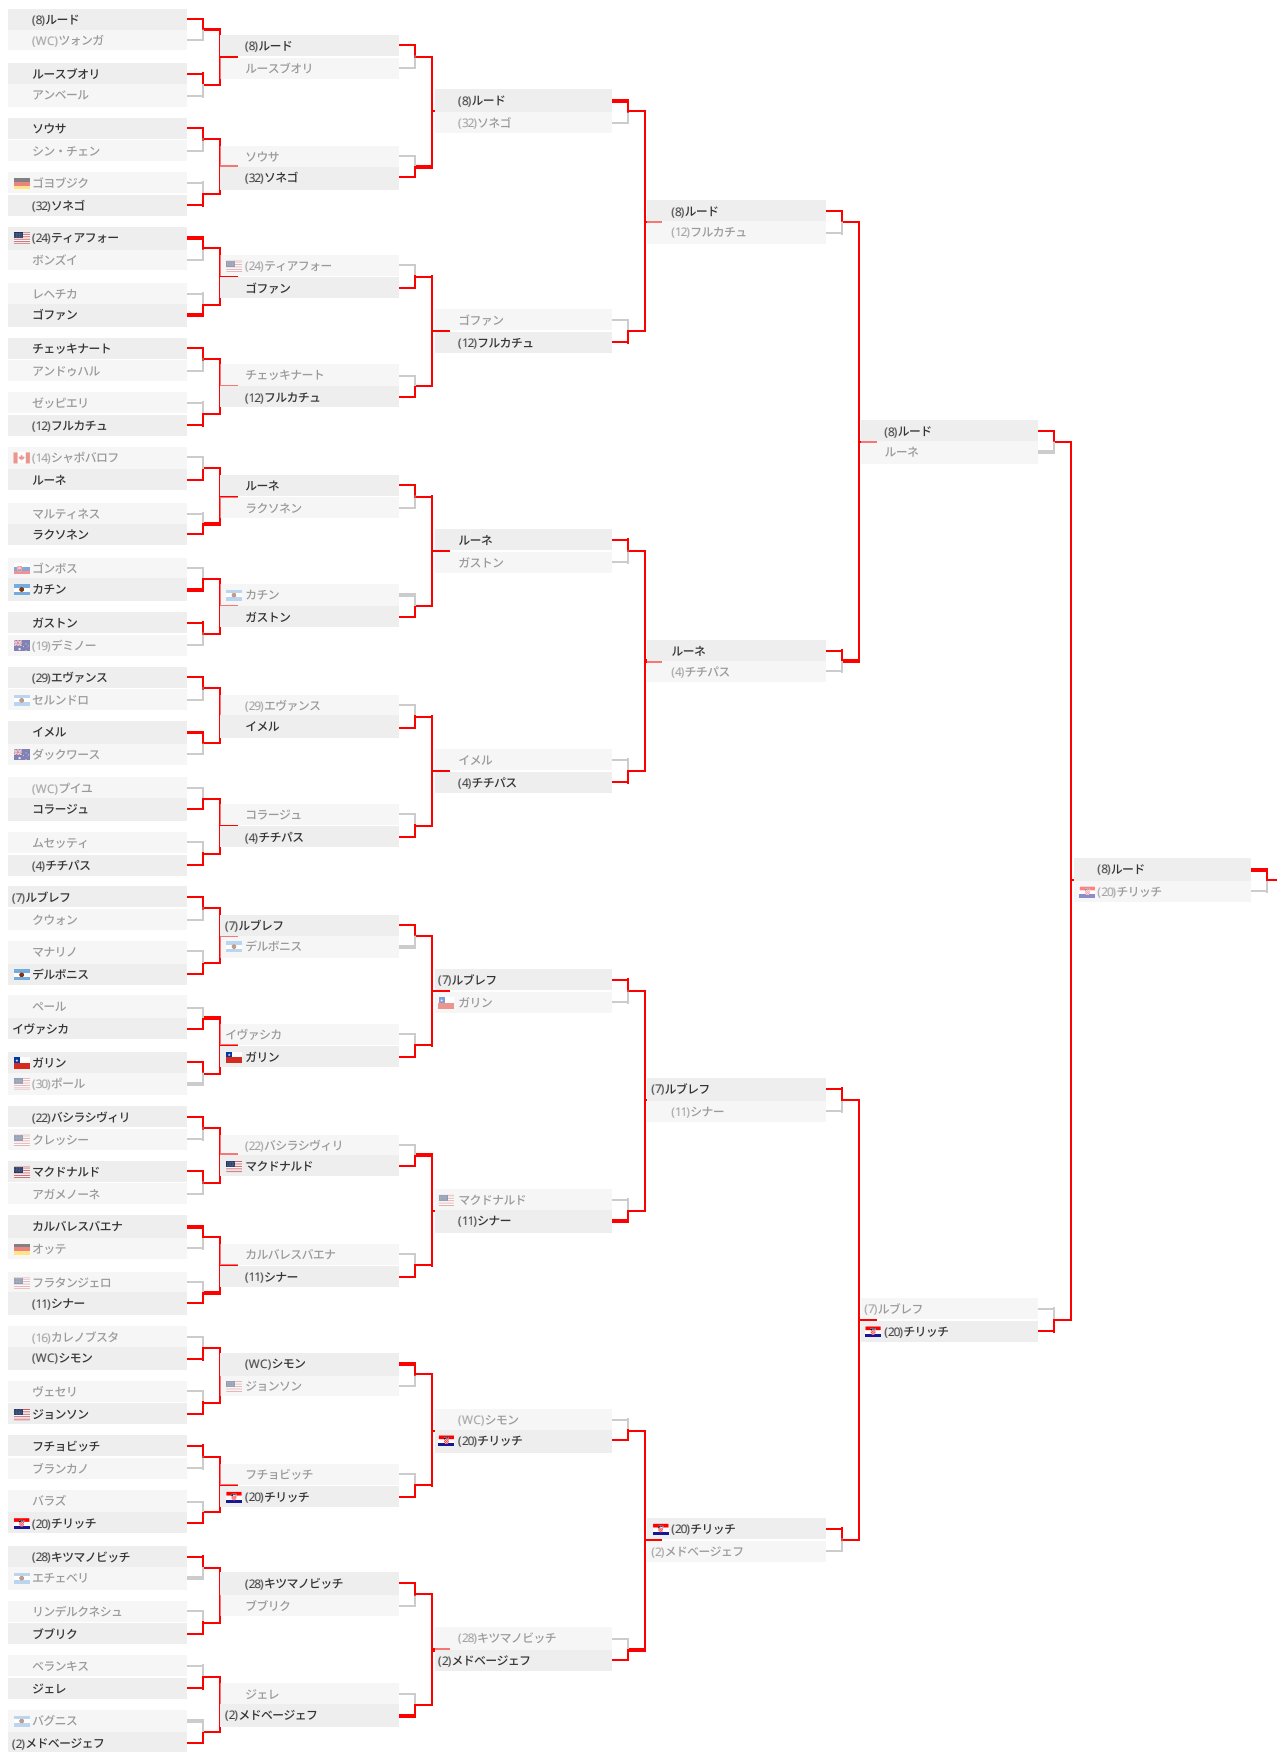 (8)ルード
(WC)ツォンガ
ルースブオリ
アンベール
ソウサ
シン・チェン
ゴヨブジク
(32)ソネゴ
(24)ティアフォー
ボンズイ
レヘチカ
ゴファン
チェッキナート
アンドゥハル
ゼッピエリ
(12)フルカチュ
(14)シャポバロフ
ルーネ
マルティネス
ラクソネン
ゴンボス
カチン
ガストン
(19)デミノー
(29)エヴァンス
セルンドロ
イメル
ダックワース
(WC)プイユ
コラージュ
ムセッティ
(4)チチパス
(7)ルブレフ
クウォン
マナリノ
デルボニス
ペール
イヴァシカ
ガリン
(30)ポール
(22)バシラシヴィリ
クレッシー
マクドナルド
アガメノーネ
カルバレスバエナ
オッテ
フラタンジェロ
(11)シナー
(16)カレノブスタ
(WC)シモン
ヴェセリ
ジョンソン
フチョビッチ
ブランカノ
バラズ
(20)チリッチ
(28)キツマノビッチ
エチェベリ
リンデルクネシュ
ブブリク
ベランキス
ジェレ
バグニス
(2)メドベージェフ
(8)ルード
ルースブオリ
ソウサ
(32)ソネゴ
(24)ティアフォー
ゴファン
チェッキナート
(12)フルカチュ
ルーネ
ラクソネン
カチン
ガストン
(29)エヴァンス
イメル
コラージュ
(4)チチパス
(7)ルブレフ
デルボニス
イヴァシカ
ガリン
(22)バシラシヴィリ
マクドナルド
カルバレスバエナ
(11)シナー
(WC)シモン
ジョンソン
フチョビッチ
(20)チリッチ
(28)キツマノビッチ
ブブリク
ジェレ
(2)メドベージェフ
(8)ルード
(32)ソネゴ
ゴファン
(12)フルカチュ
ルーネ
ガストン
イメル
(4)チチパス
(7)ルブレフ
ガリン
マクドナルド
(11)シナー
(WC)シモン
(20)チリッチ
(28)キツマノビッチ
(2)メドベージェフ
(8)ルード
(12)フルカチュ
ルーネ
(4)チチパス
(7)ルブレフ
(11)シナー
(20)チリッチ
(2)メドベージェフ
(8)ルード
ルーネ
(7)ルブレフ
(20)チリッチ
(8)ルード
(20)チリッチ